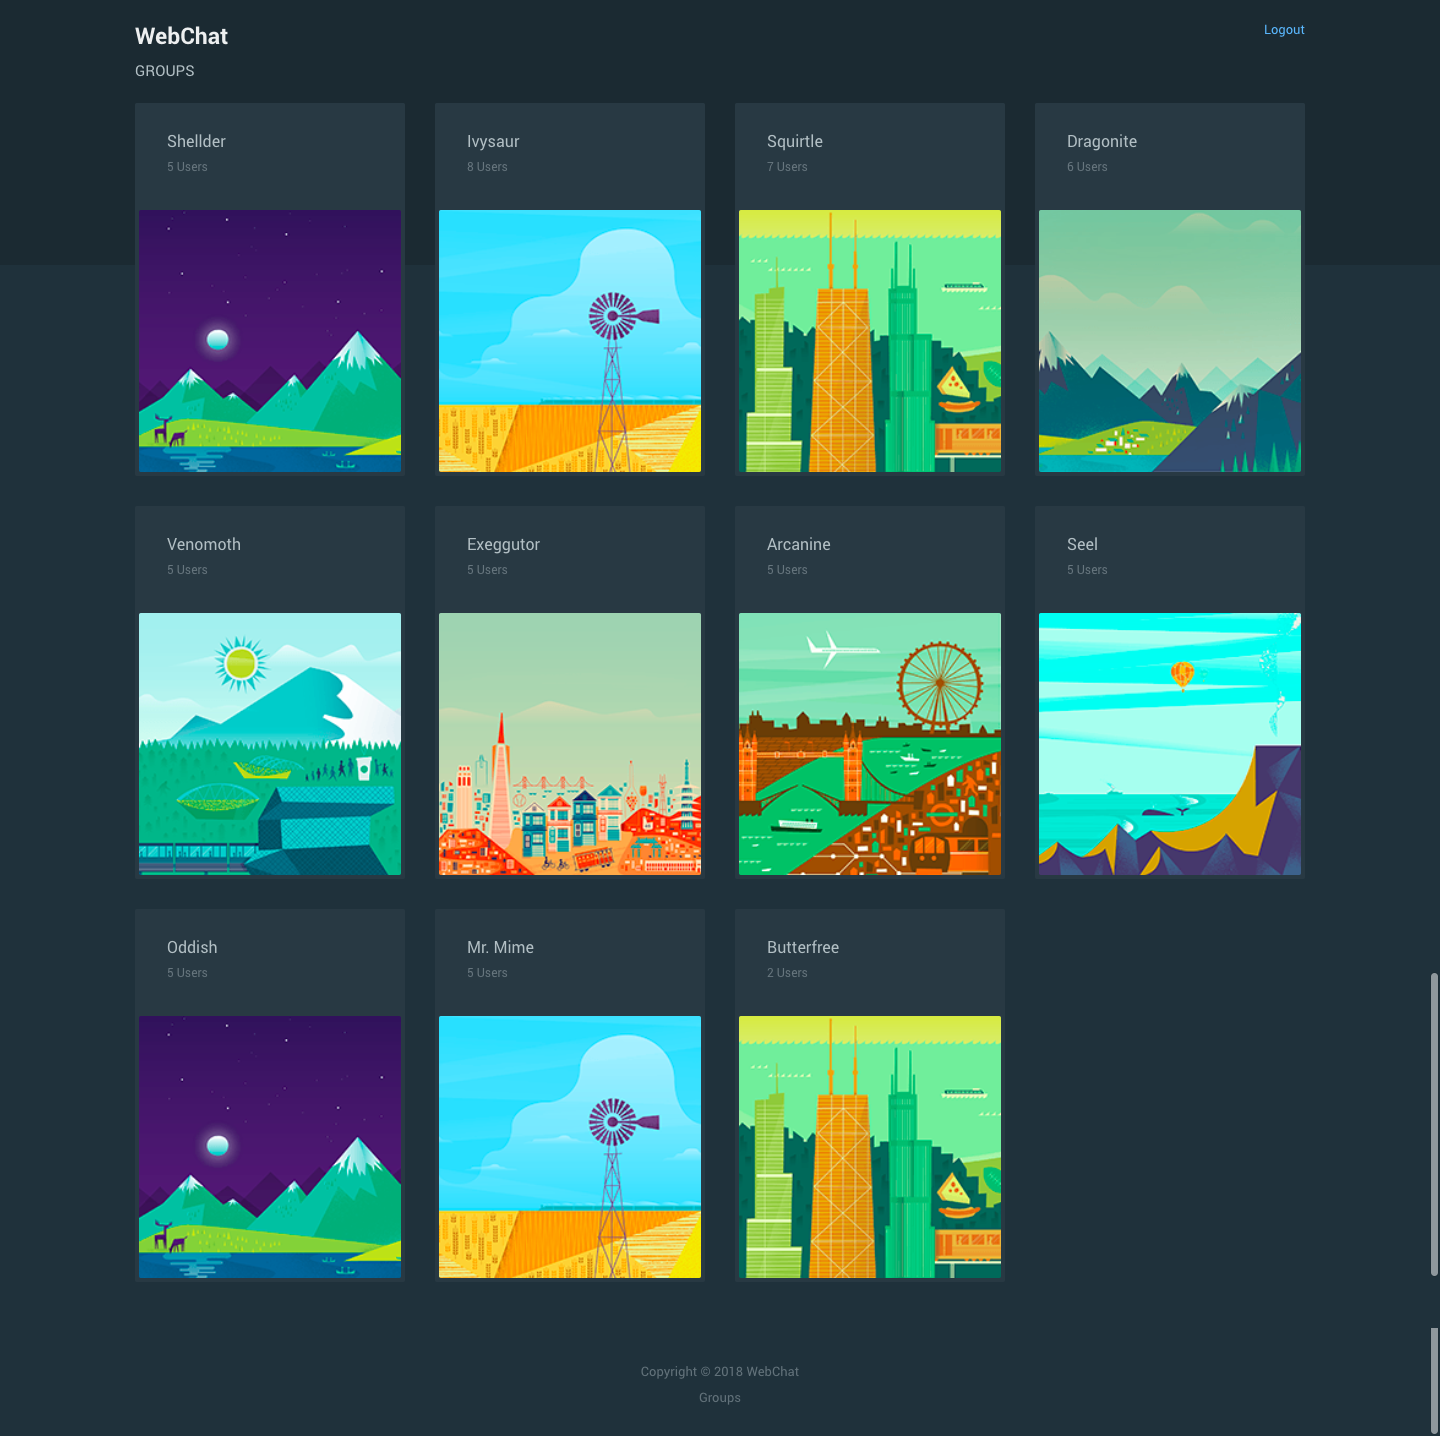 WebChat
Logout
GROUPS
Shellder
5 Users
Ivysaur
8 Users
Squirtle
7 Users
Dragonite
6 Users
Venomoth
5 Users
Exeggutor
5 Users
Arcanine
5 Users
Seel
5 Users
Oddish
5 Users
Mr. Mime
5 Users
Butterfree
2 Users
Copyright © 2018 WebChat
Groups